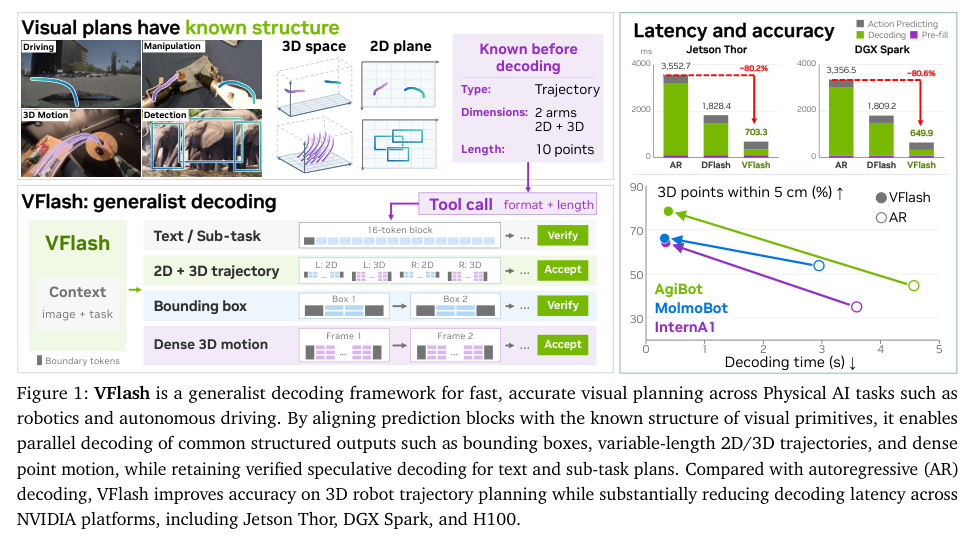 Visual plans have known structure
Driving
Manipulation
3D Motion
Detection
3D space
2D plane
Known before
decoding
Type: Trajectory
Dimensions: 2 arms
2D + 3D
Length: 10 points
VFlash: generalist decoding
Tool call format + length
VFlash
Context
image + task
Boundary tokens
Text / Sub-task
16-token block
... Verify
2D + 3D trajectory
L: 2D L: 3D R: 2D R: 3D
... ... ... ...
... Accept
Bounding box
Box 1 Box 2
... Verify
Dense 3D motion
Frame 1 Frame 2
... ...
... Accept
Latency and accuracy
Action Predicting
Decoding Pre-fill
ms
Jetson Thor
4000
2000
0
3,552.7
1,828.4
703.3
−80.2%
AR DFlash VFlash
DGX Spark
4000
2000
0
3,356.5
1,809.2
649.9
−80.6%
AR DFlash VFlash
3D points within 5 cm (%) ↑
VFlash
AR
90
70
50
30
AgiBot
MolmoBot
InternA1
0 1 2 3 4 5
Decoding time (s) ↓
Figure 1: VFlash is a generalist decoding framework for fast, accurate visual planning across Physical AI tasks such as
robotics and autonomous driving. By aligning prediction blocks with the known structure of visual primitives, it enables
parallel decoding of common structured outputs such as bounding boxes, variable-length 2D/3D trajectories, and dense
point motion, while retaining verified speculative decoding for text and sub-task plans. Compared with autoregressive (AR)
decoding, VFlash improves accuracy on 3D robot trajectory planning while substantially reducing decoding latency across
NVIDIA platforms, including Jetson Thor, DGX Spark, and H100.